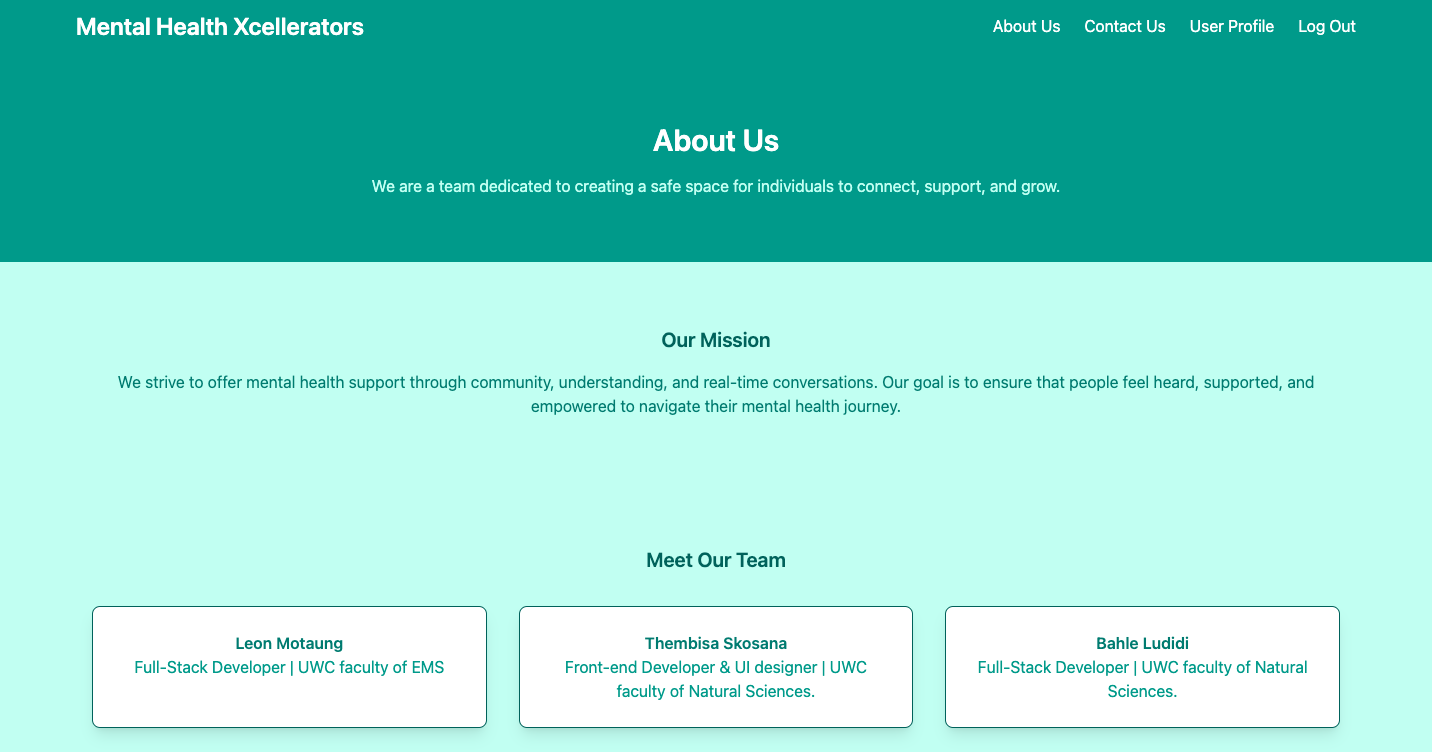 Mental Health Xcellerators
About Us
Contact Us
User Profile
Log Out
About Us
We are a team dedicated to creating a safe space for individuals to connect, support, and grow.
Our Mission
We strive to offer mental health support through community, understanding, and real-time conversations. Our goal is to ensure that people feel heard, supported, and
empowered to navigate their mental health journey.
Meet Our Team
Leon Motaung
Full-Stack Developer | UWC faculty of EMS
Thembisa Skosana
Front-end Developer & UI designer | UWC
faculty of Natural Sciences.
Bahle Ludidi
Full-Stack Developer | UWC faculty of Natural
Sciences.